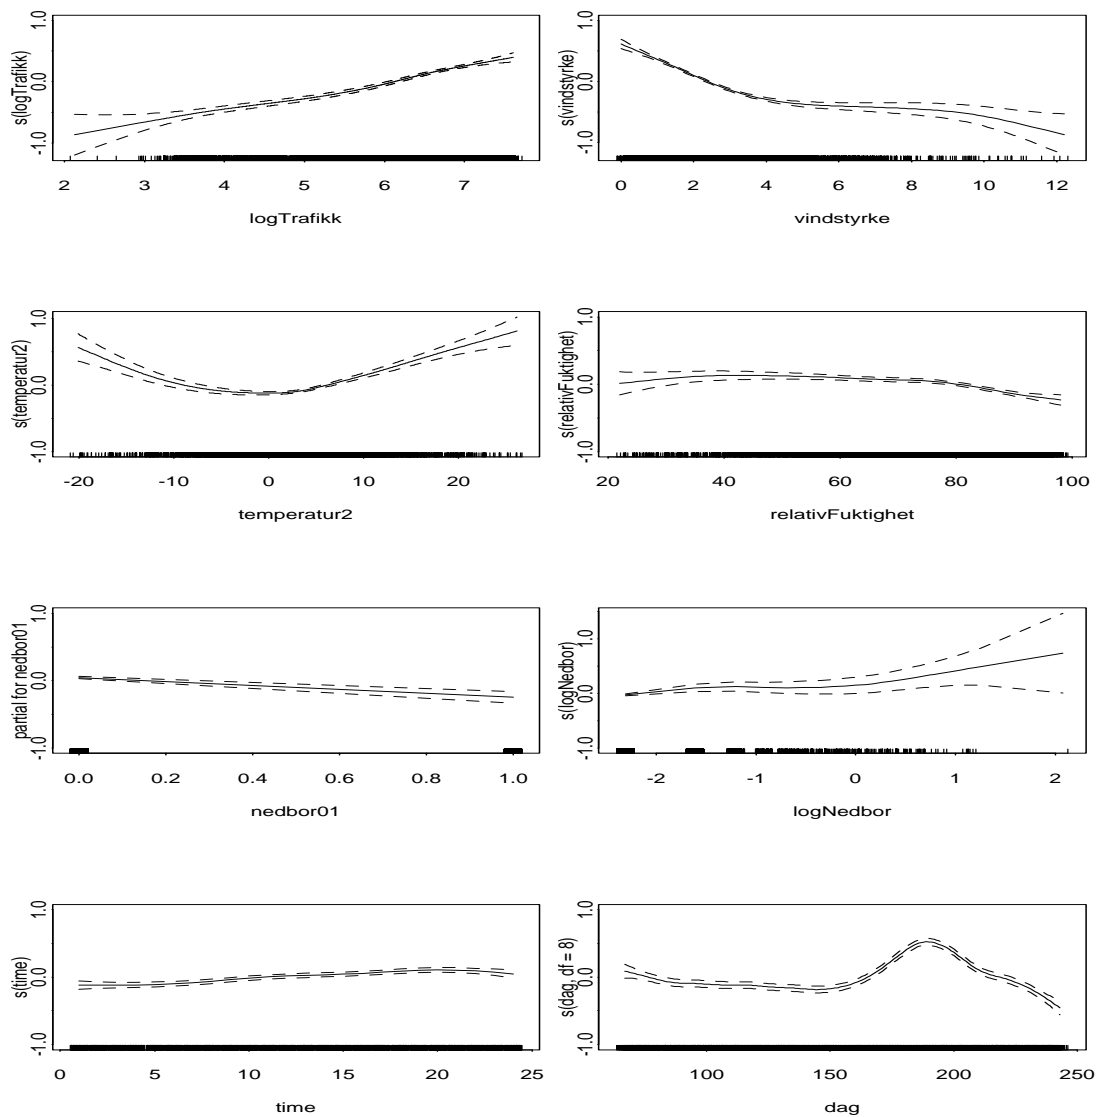 s(logTrafikk)
1.0
0.0
-1.0
2 3 4 5 6 7
logTrafikk
s(vindstyrke)
1.0
0.0
-1.0
0 2 4 6 8 10 12
vindstyrke
s(temperatur2)
1.0
0.0
-1.0
-20 -10 0 10 20
temperatur2
s(relativFuktighet)
1.0
0.0
-1.0
20 40 60 80 100
relativFuktighet
partial for nedbor01
1.0
0.0
-1.0
0.0 0.2 0.4 0.6 0.8 1.0
nedbor01
s(logNedbor)
1.0
0.0
-1.0
-2 -1 0 1 2
logNedbor
s(time)
1.0
0.0
-1.0
0 5 10 15 20 25
time
s(dag, df = 8)
1.0
0.0
-1.0
100 150 200 250
dag